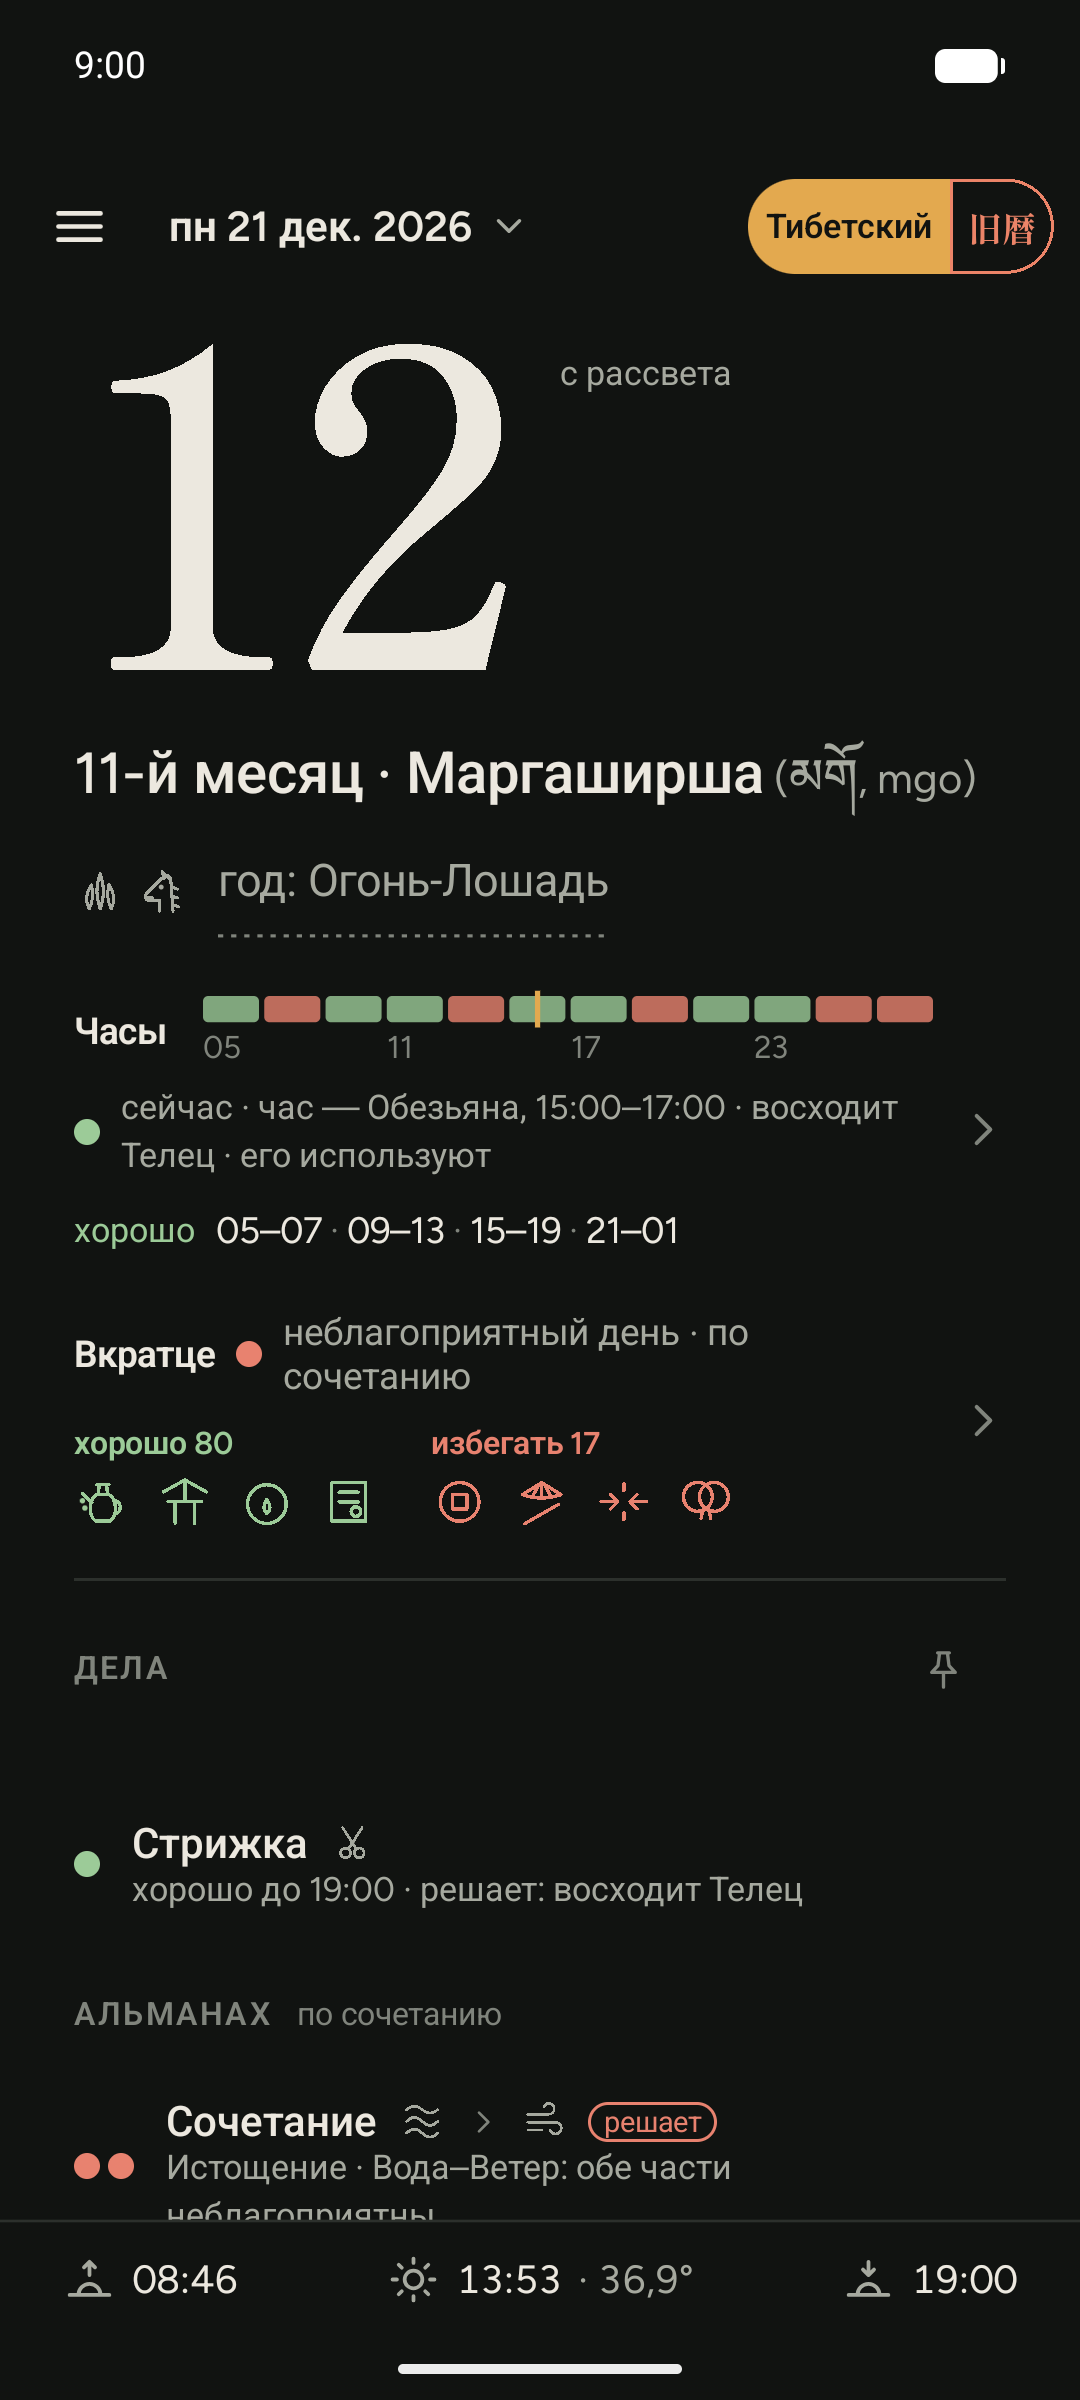 9:00
пн 21 дек. 2026
Тибетский 旧暦
12 с рассвета
11-й месяц · Маргаширша (མགོ, mgo)
год: Огонь-Лошадь
Часы
05 11 17 23
сейчас · час — Обезьяна, 15:00–17:00 · восходит
Телец · его используют
хорошо 05–07 · 09–13 · 15–19 · 21–01
Вкратце неблагоприятный день · по
сочетанию
хорошо 80 избегать 17
ДЕЛА
Стрижка
хорошо до 19:00 · решает: восходит Телец
АЛЬМАНАХ по сочетанию
Сочетание решает
Истощение · Вода–Ветер: обе части
неблагоприятны
08:46 13:53 · 36,9° 19:00